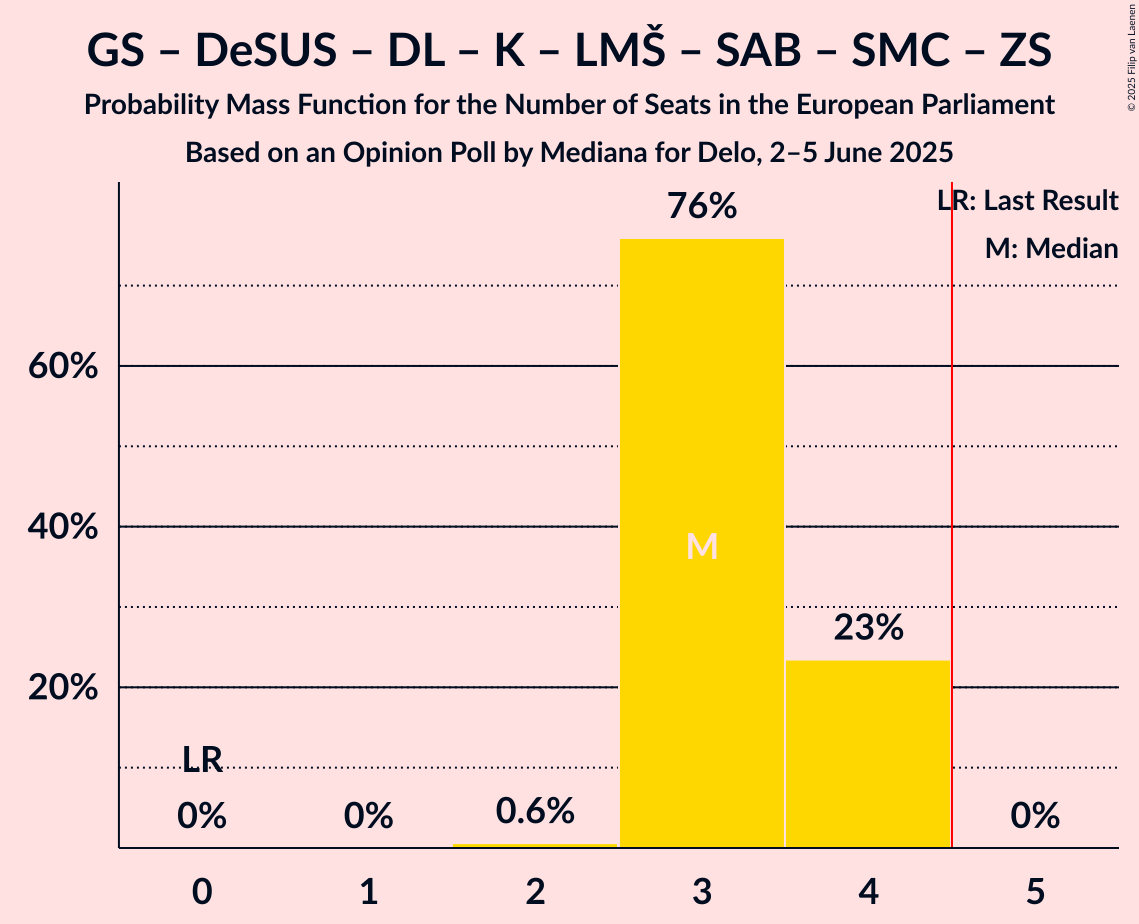 GS – DeSUS – DL – K – LMŠ – SAB – SMC – ZS
Probability Mass Function for the Number of Seats in the European Parliament
Based on an Opinion Poll by Mediana for Delo, 2–5 June 2025
© 2025 Filip van Laenen
LR: Last Result
M: Median
76%
60%
40%
M
23%
20%
LR
0%
0%
0.6%
0%
0
1
2
3
4
5